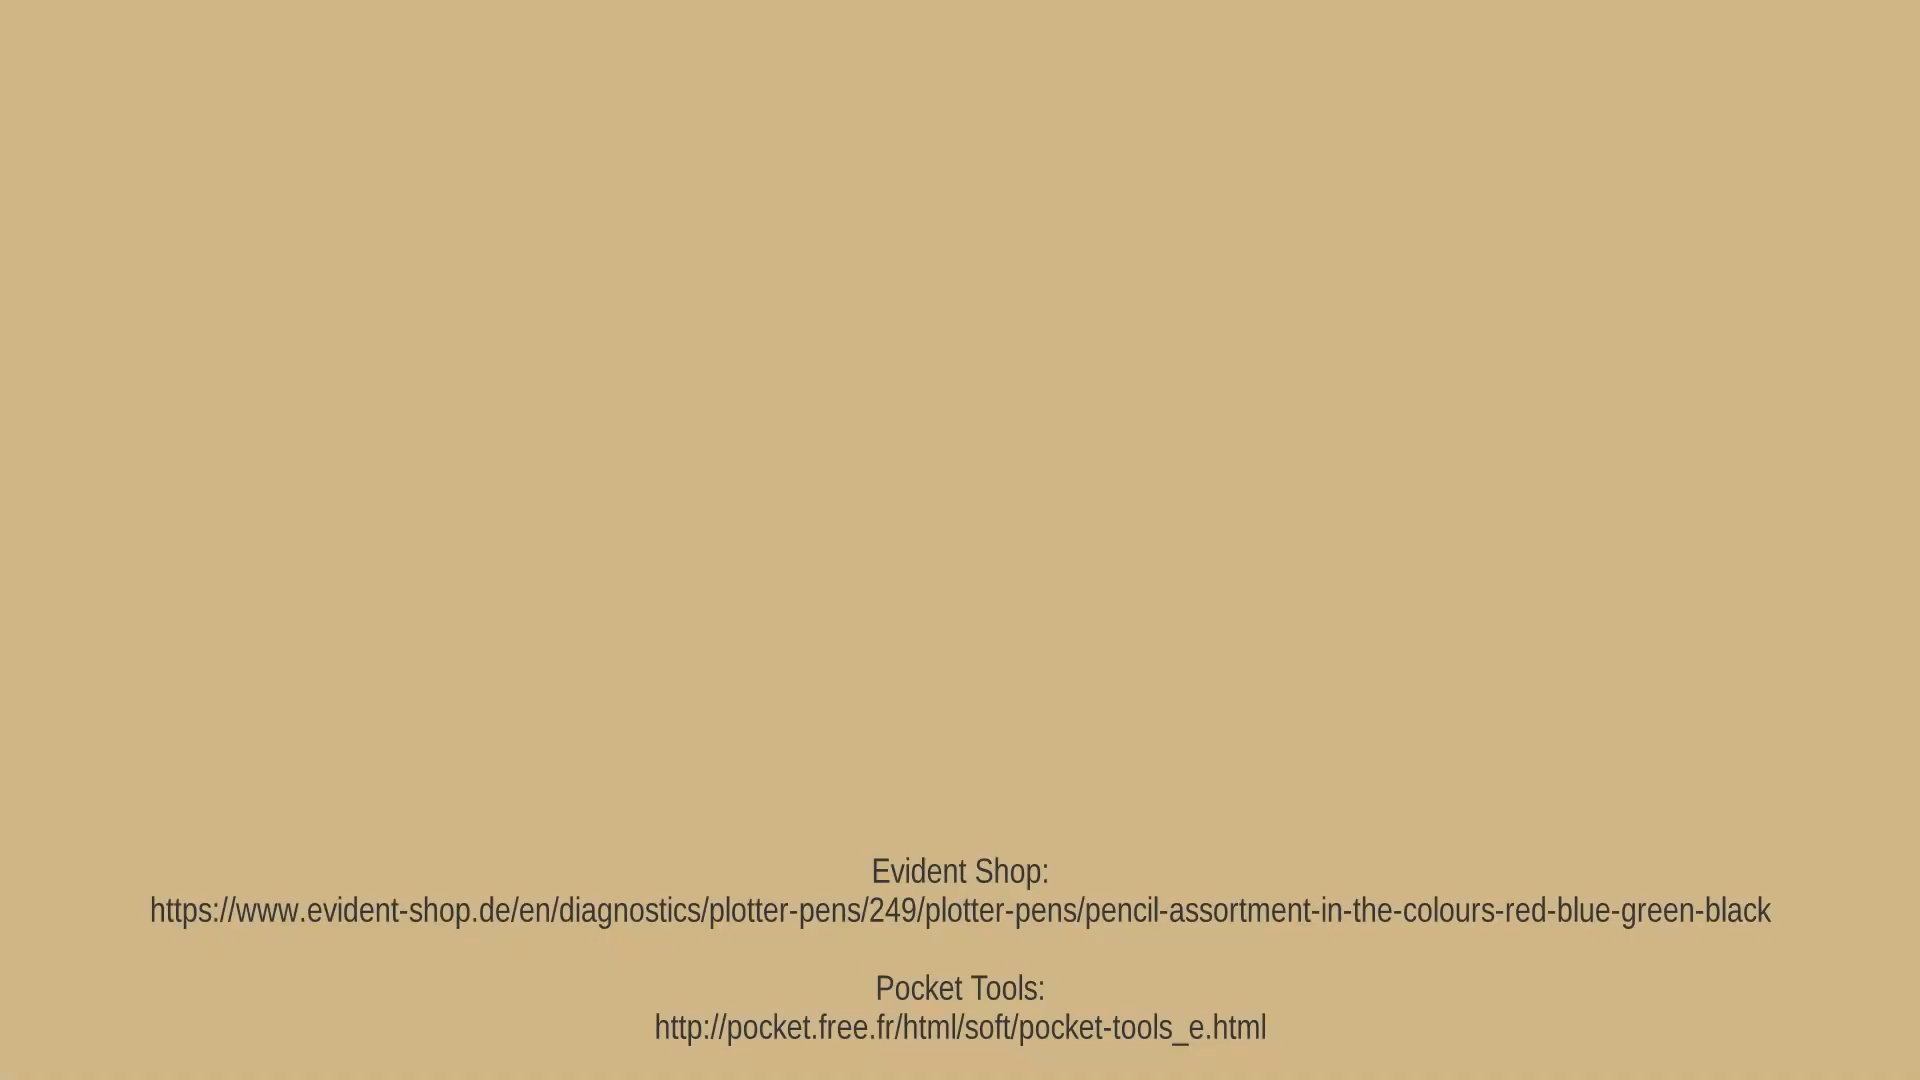 Evident Shop:
https://www.evident-shop.de/en/diagnostics/plotter-pens/249/plotter-pens/pencil-assortment-in-the-colours-red-blue-green-black
Pocket Tools:
http://pocket.free.fr/html/soft/pocket-tools_e.html